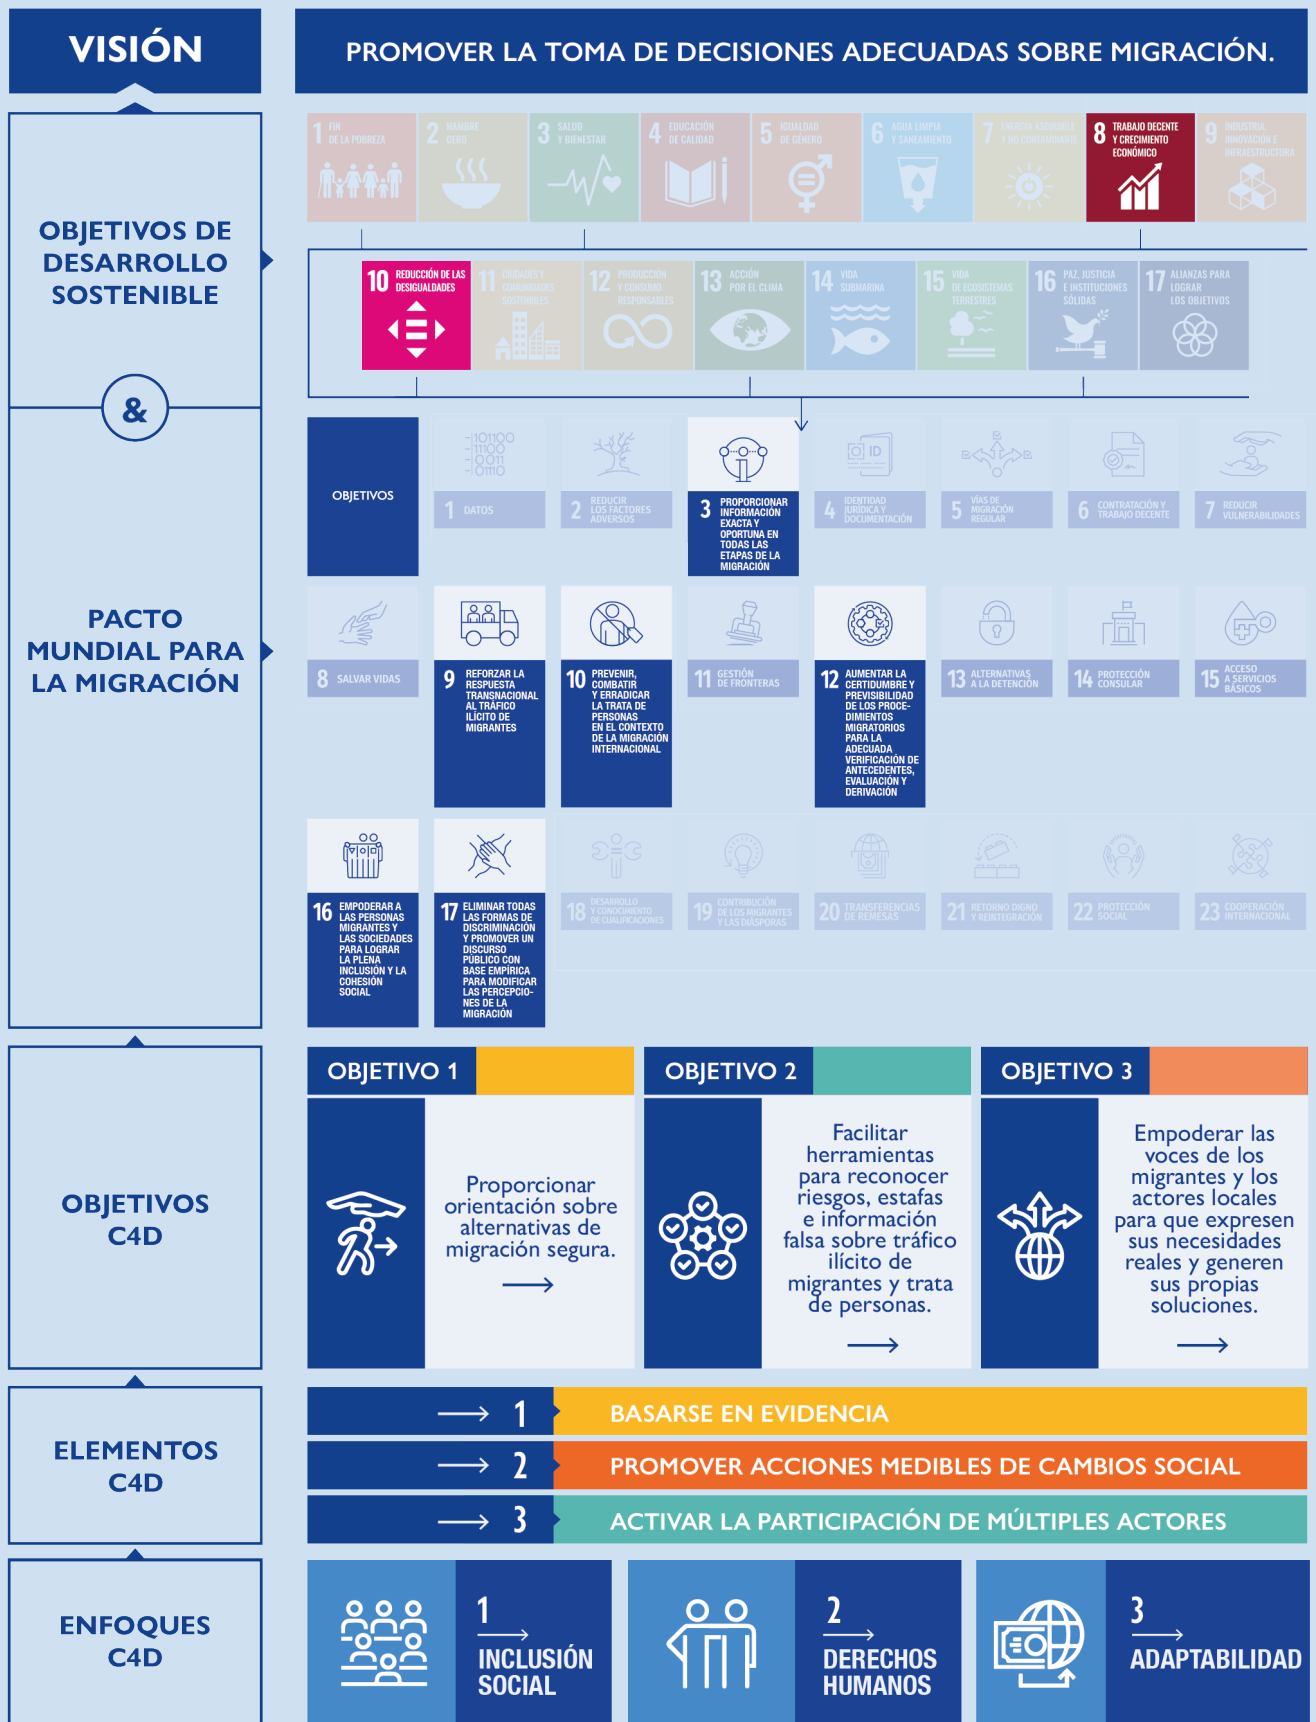 VISIÓN
PROMOVER LA TOMA DE DECISIONES ADECUADAS SOBRE MIGRACIÓN.
OBJETIVOS DE
DESARROLLO
SOSTENIBLE
1 FIN
DE LA POBREZA
2 HAMBRE
CERO
3 SALUD
Y BIENESTAR
4 EDUCACIÓN
DE CALIDAD
5 IGUALDAD
DE GÉNERO
6 AGUA LIMPIA
Y SANEAMIENTO
7 ENERGÍA ASEQUIBLE
Y NO CONTAMINANTE
8 TRABAJO DECENTE
Y CRECIMIENTO
ECONÓMICO
9 INDUSTRIA,
INNOVACIÓN E
INFRAESTRUCTURA
10 REDUCCIÓN DE LAS
DESIGUALDADES
11 CIUDADES Y
COMUNIDADES
SOSTENIBLES
12 PRODUCCIÓN
Y CONSUMO
RESPONSABLES
13 ACCIÓN
POR EL CLIMA
14 VIDA
SUBMARINA
15 VIDA
DE ECOSISTEMAS
TERRESTRES
16 PAZ, JUSTICIA
E INSTITUCIONES
SÓLIDAS
17 ALIANZAS PARA
LOGRAR
LOS OBJETIVOS
&
PACTO
MUNDIAL PARA
LA MIGRACIÓN
OBJETIVOS
101100
11100
0011
0110
1 DATOS
2 REDUCIR
LOS FACTORES
ADVERSOS
3 PROPORCIONAR
INFORMACIÓN
EXACTA Y
OPORTUNA EN
TODAS LAS
ETAPAS DE LA
MIGRACIÓN
ID
4 IDENTIDAD
JURÍDICA Y
DOCUMENTACIÓN
5 VÍAS DE
MIGRACIÓN
REGULAR
6 CONTRATACIÓN Y
TRABAJO DECENTE
7 REDUCIR
VULNERABILIDADES
8 SALVAR VIDAS
9 REFORZAR LA
RESPUESTA
TRANSNACIONAL
AL TRÁFICO
ILÍCITO DE
MIGRANTES
10 PREVENIR,
COMBATIR
Y ERRADICAR
LA TRATA DE
PERSONAS
EN EL CONTEXTO
DE LA MIGRACIÓN
INTERNACIONAL
11 GESTIÓN
DE FRONTERAS
12 AUMENTAR LA
CERTIDUMBRE Y
PREVISIBILIDAD
DE LOS PROCE-
DIMIENTOS
MIGRATORIOS
PARA LA
ADECUADA
VERIFICACIÓN DE
ANTECEDENTES,
EVALUACIÓN Y
DERIVACIÓN
13 ALTERNATIVAS
A LA DETENCIÓN
14 PROTECCIÓN
CONSULAR
15 ACCESO
A SERVICIOS
BÁSICOS
16 EMPODERAR A
LAS PERSONAS
MIGRANTES Y
LAS SOCIEDADES
PARA LOGRAR
LA PLENA
INCLUSIÓN Y LA
COHESIÓN
SOCIAL
17 ELIMINAR TODAS
LAS FORMAS DE
DISCRIMINACIÓN
Y PROMOVER UN
DISCURSO
PÚBLICO CON
BASE EMPÍRICA
PARA MODIFICAR
LAS PERCEPCIO-
NES DE LA
MIGRACIÓN
18 DESARROLLO
Y CONOCIMIENTO
DE CUALIFICACIONES
19 CONTRIBUCIÓN
DE LOS MIGRANTES
Y LAS DIÁSPORAS
20 TRANSFERENCIAS
DE REMESAS
21 RETORNO DIGNO
Y REINTEGRACIÓN
22 PROTECCIÓN
SOCIAL
23 COOPERACIÓN
INTERNACIONAL
OBJETIVOS
C4D
OBJETIVO 1
Proporcionar
orientación sobre
alternativas de
migración segura.
OBJETIVO 2
Facilitar
herramientas
para reconocer
riesgos, estafas
e información
falsa sobre tráfico
ilícito de
migrantes y trata
de personas.
OBJETIVO 3
Empoderar las
voces de los
migrantes y los
actores locales
para que expresen
sus necesidades
reales y generen
sus propias
soluciones.
ELEMENTOS
C4D
1 BASARSE EN EVIDENCIA
2 PROMOVER ACCIONES MEDIBLES DE CAMBIOS SOCIAL
3 ACTIVAR LA PARTICIPACIÓN DE MÚLTIPLES ACTORES
ENFOQUES
C4D
1
INCLUSIÓN
SOCIAL
2
DERECHOS
HUMANOS
3
ADAPTABILIDAD